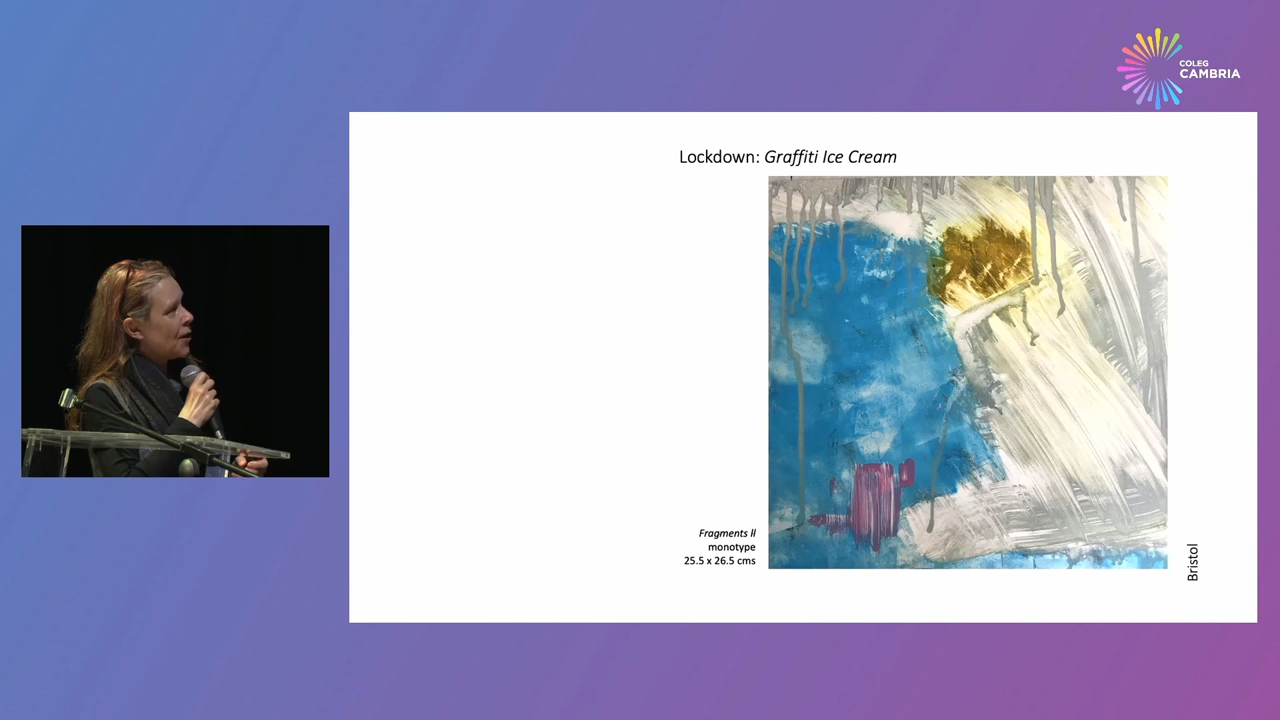 COLEG
CAMBRIA
Lockdown: Graffiti Ice Cream
Fragments II
monotype
25.5 x 26.5 cms
Bristol